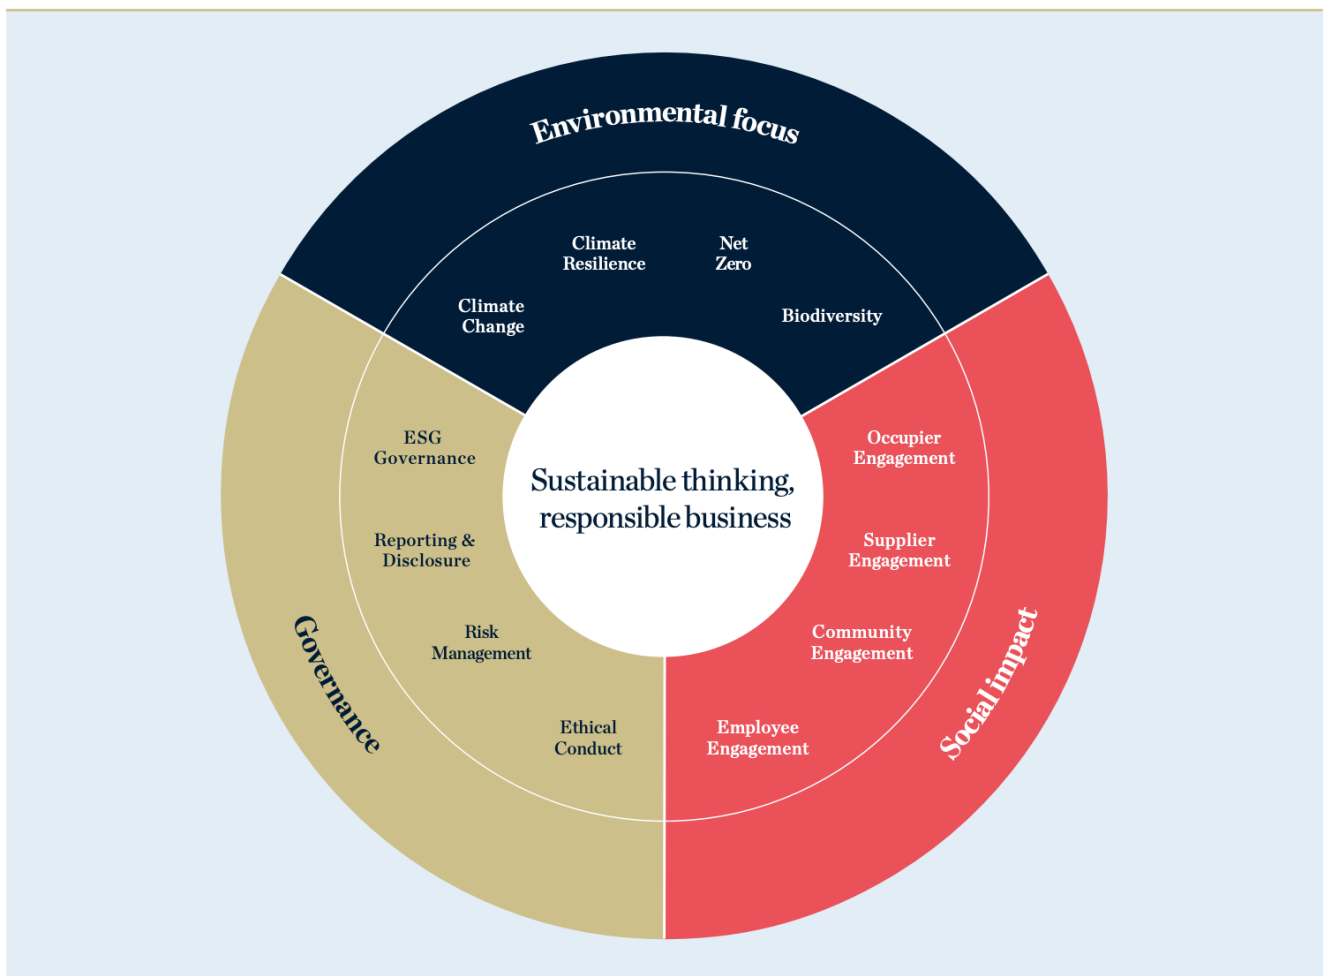 Environmental focus
Climate
Resilience
Net
Zero
Climate
Change
Biodiversity
ESG
Governance
Occupier
Engagement
Sustainable thinking,
responsible business
Reporting &
Disclosure
Supplier
Engagement
Risk
Management
Community
Engagement
Governance
Social impact
Ethical
Conduct
Employee
Engagement